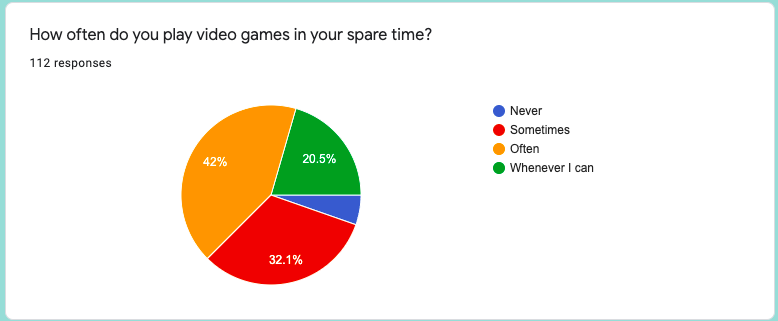 How often do you play video games in your spare time?
112 responses
Never
Sometimes
Often
Whenever I can
42%
20.5%
32.1%